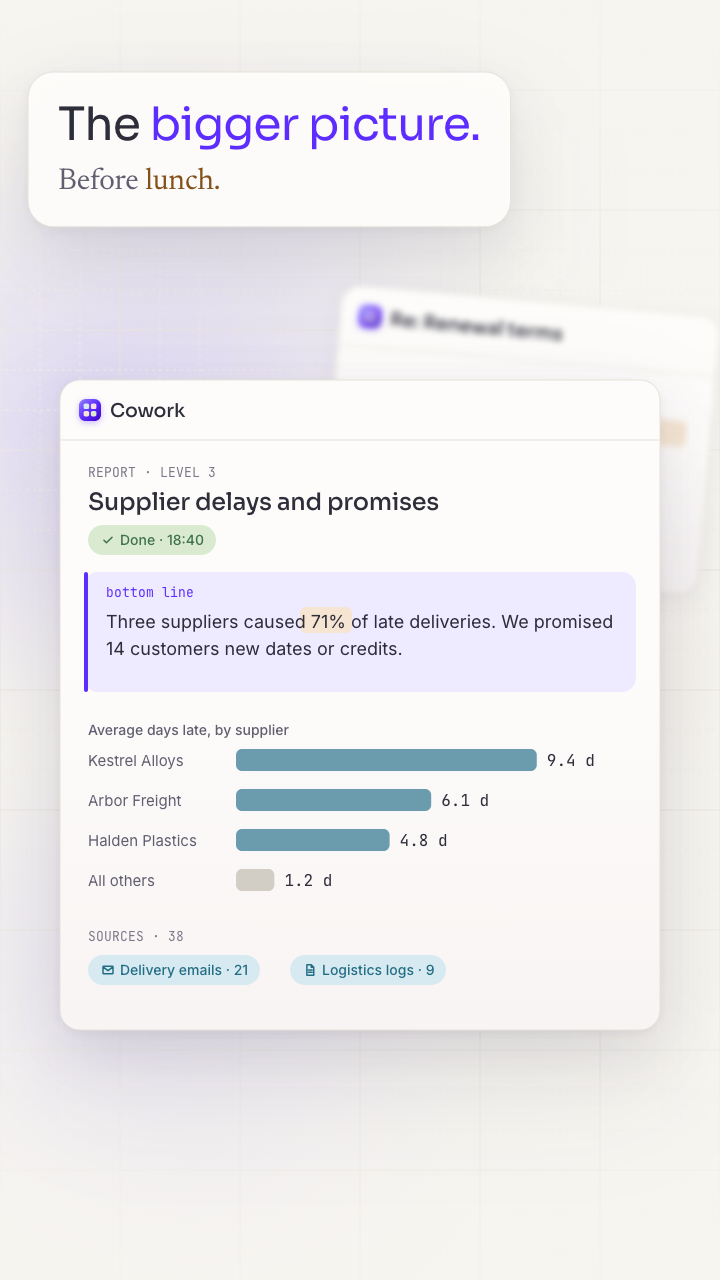 The bigger picture.
Before lunch.
Re: Renewal terms
Cowork
REPORT · LEVEL 3
Supplier delays and promises
Done · 18:40
bottom line
Three suppliers caused 71% of late deliveries. We promised
14 customers new dates or credits.
Average days late, by supplier
Kestrel Alloys 9.4 d
Arbor Freight 6.1 d
Halden Plastics 4.8 d
All others 1.2 d
SOURCES · 38
Delivery emails · 21 Logistics logs · 9